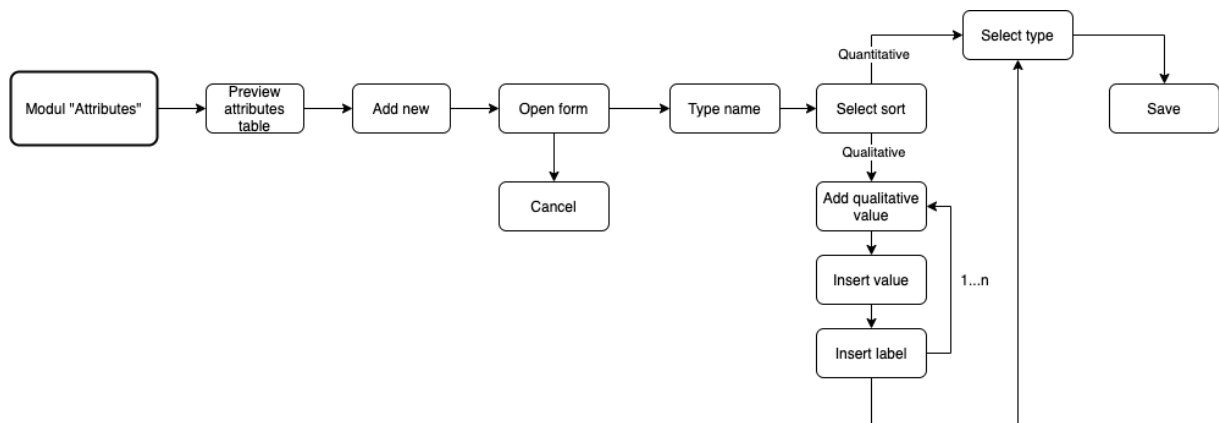 Modul "Attributes"
Preview
attributes
table
Add new
Open form
Cancel
Type name
Select sort
Quantitative
Select type
Save
Qualitative
Add qualitative
value
Insert value
1...n
Insert label